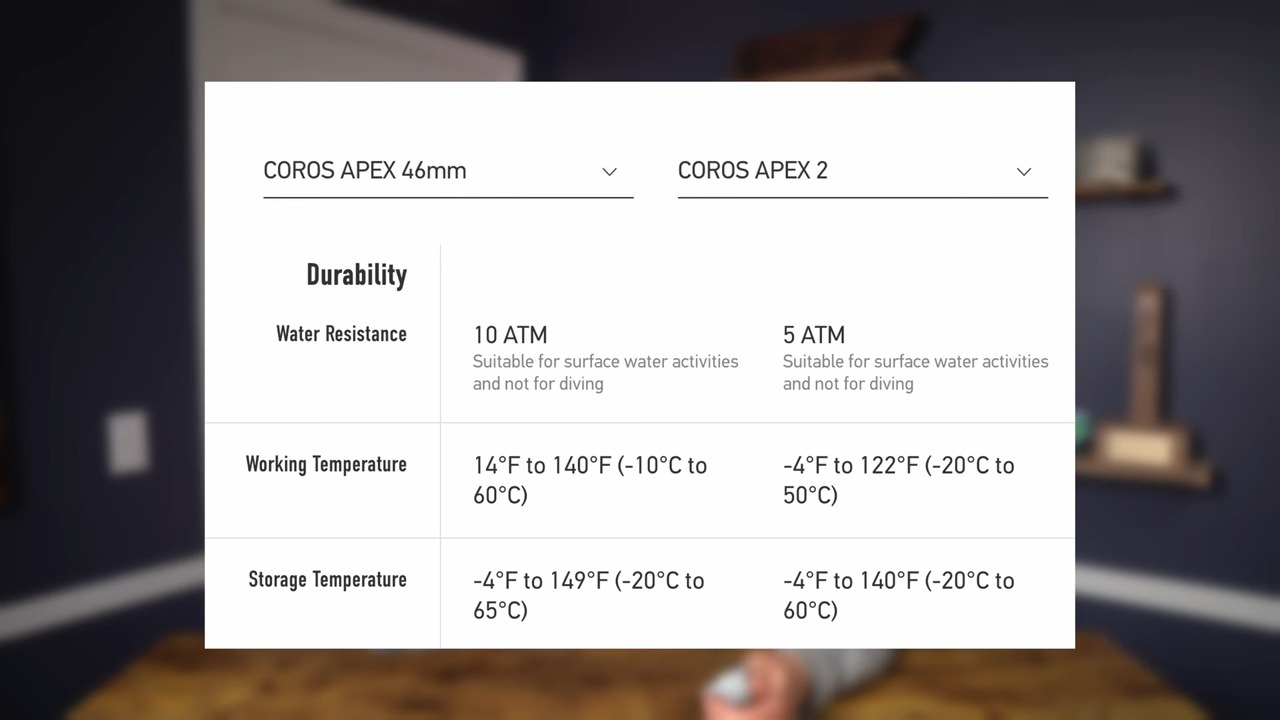 COROS APEX 46mm
COROS APEX 2
Durability
Water Resistance
10 ATM
Suitable for surface water activities
and not for diving
5 ATM
Suitable for surface water activities
and not for diving
Working Temperature
14°F to 140°F (-10°C to
60°C)
-4°F to 122°F (-20°C to
50°C)
Storage Temperature
-4°F to 149°F (-20°C to
65°C)
-4°F to 140°F (-20°C to
60°C)